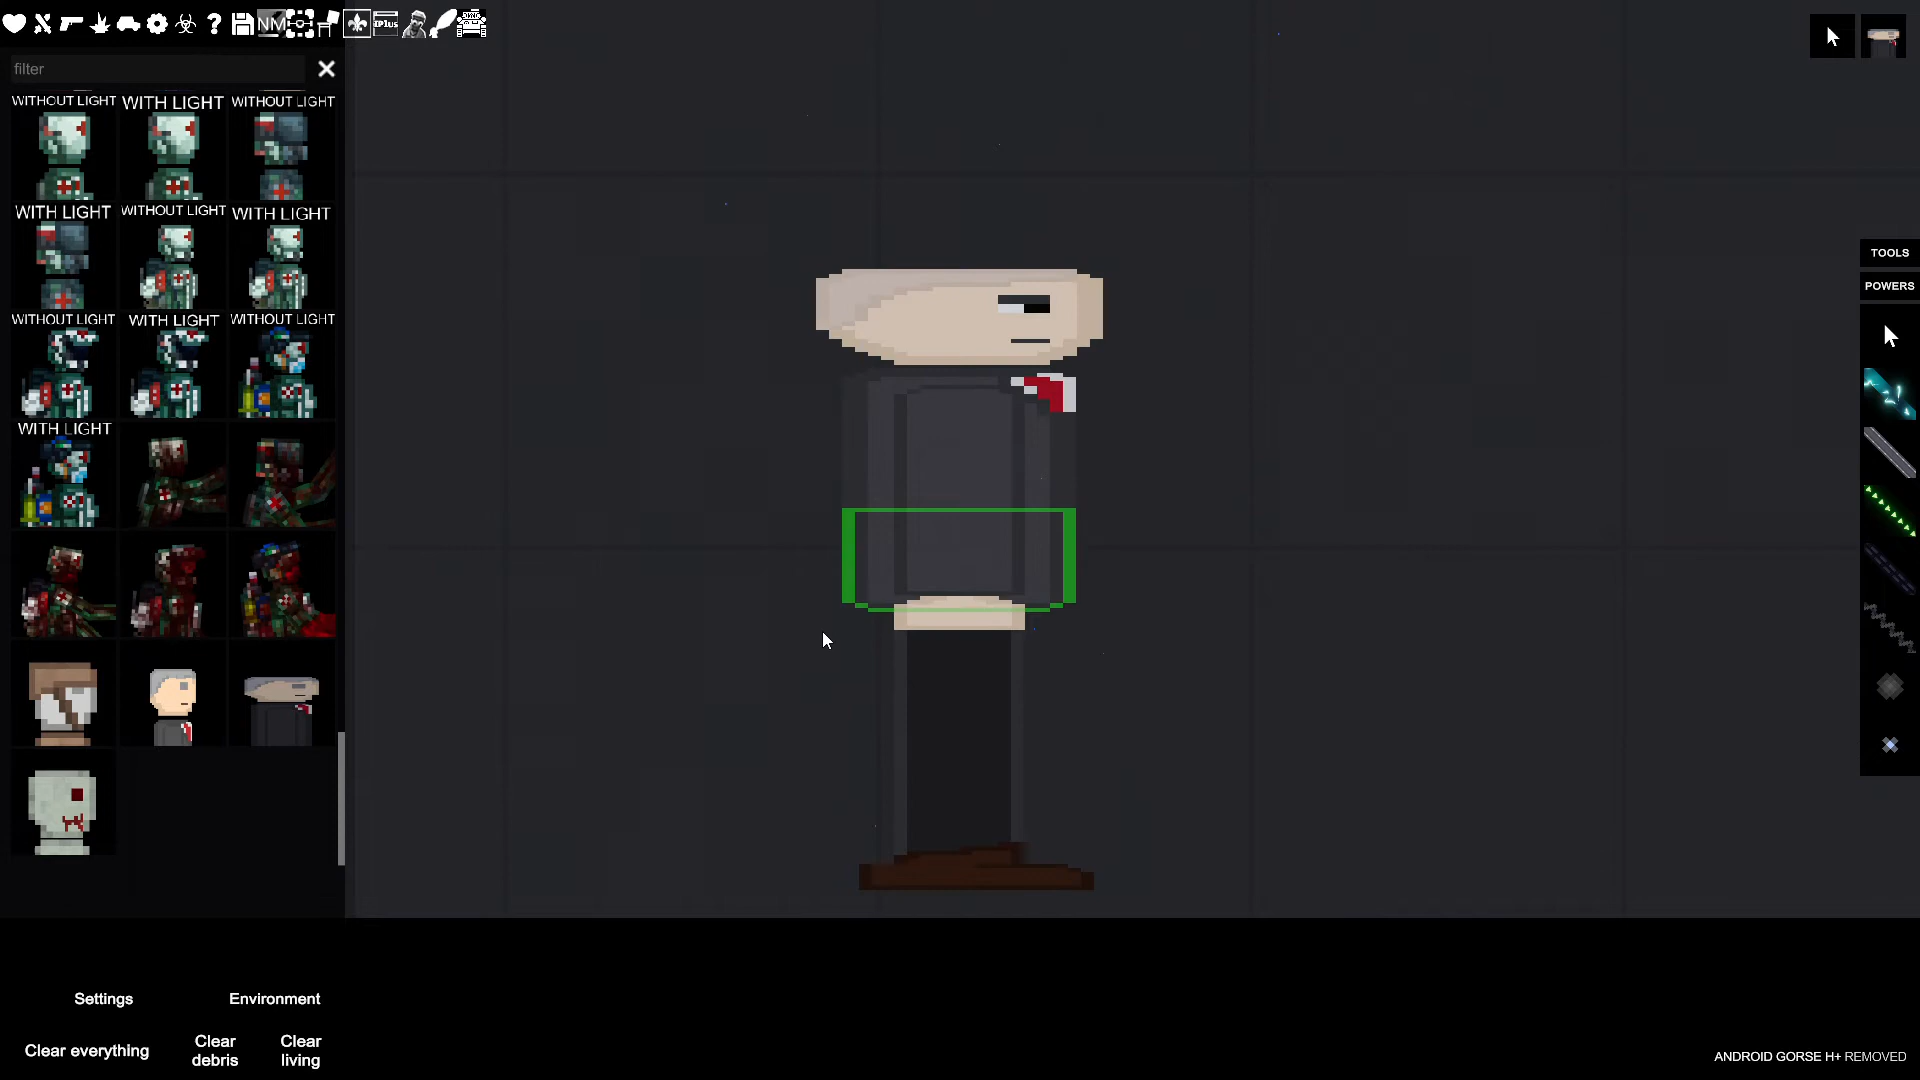 NM
iPlus
filter
WITHOUT LIGHT WITH LIGHT WITHOUT LIGHT
WITH LIGHT WITHOUT LIGHT WITH LIGHT
WITHOUT LIGHT WITH LIGHT WITHOUT LIGHT
WITH LIGHT
TOOLS
POWERS
Settings Environment
Clear everything Clear debris Clear living
ANDROID GORSE H+ REMOVED